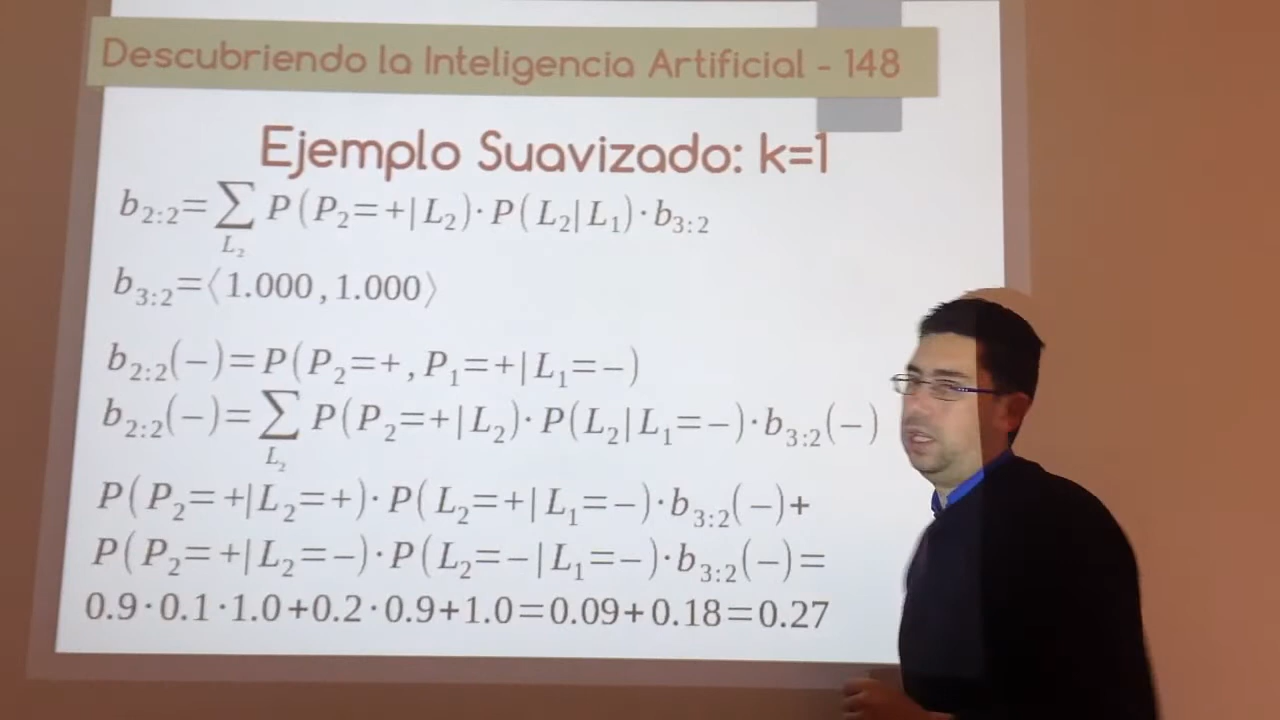 Descubriendo la Inteligencia Artificial - 148
Ejemplo Suavizado: k=1
b₂:₂=∑ P(P₂=+|L₂)·P(L₂|L₁)·b₃:₂
L₂
b₃:₂=⟨1.000,1.000⟩
b₂:₂(−)=P(P₂=+,P₁=+|L₁=−)
b₂:₂(−)=∑ P(P₂=+|L₂)·P(L₂|L₁=−)·b₃:₂(−)
L₂
P(P₂=+|L₂=+)·P(L₂=+|L₁=−)·b₃:₂(−)+
P(P₂=+|L₂=−)·P(L₂=−|L₁=−)·b₃:₂(−)=
0.9·0.1·1.0+0.2·0.9+1.0=0.09+0.18=0.27